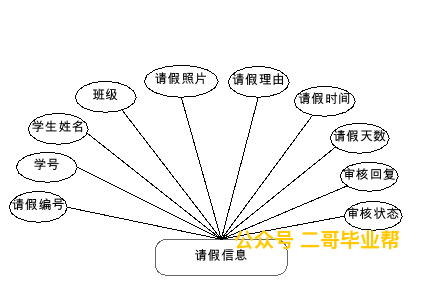 请假照片
请假理由
班级
请假时间
学生姓名
请假天数
学号
审核回复
请假编号
审核状态
公众号 二哥毕业帮
请假信息